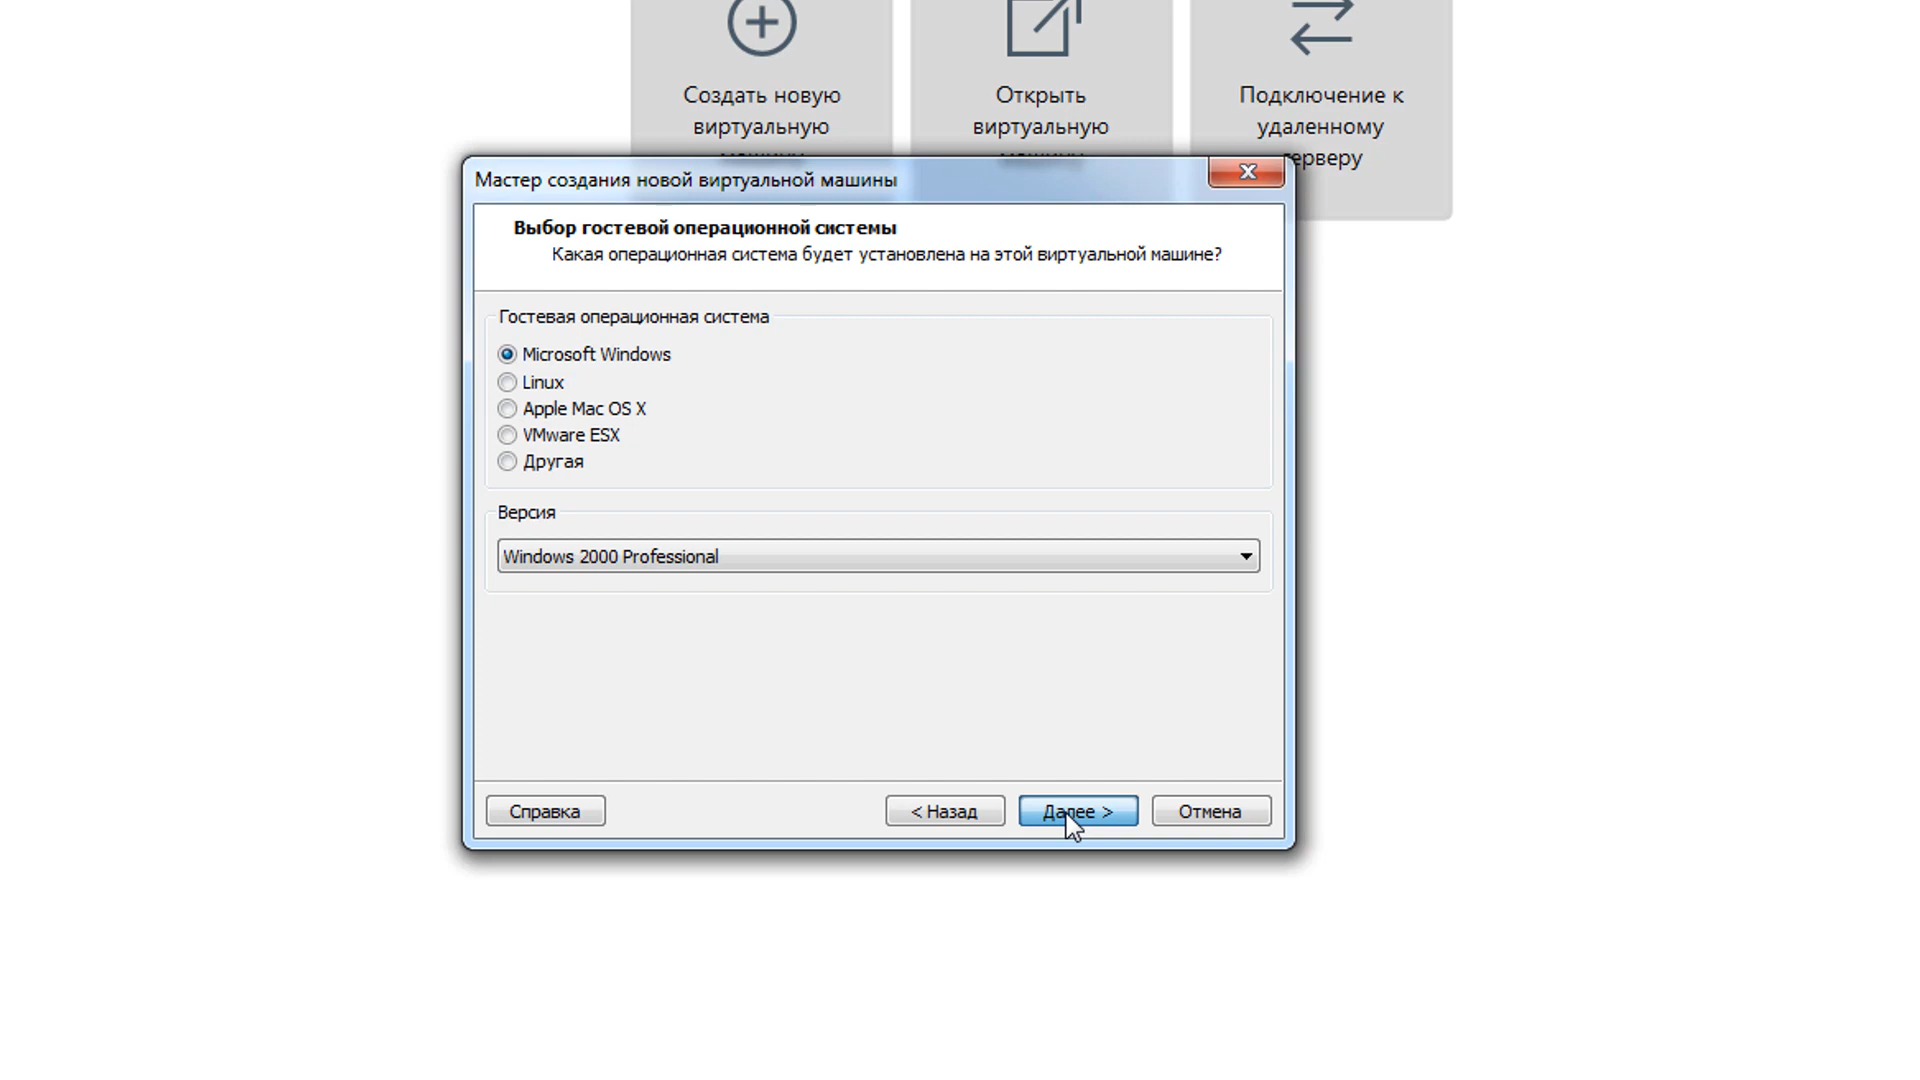 Создать новую
виртуальную
Открыть
виртуальную
Подключение к
удаленному
серверу
Мастер создания новой виртуальной машины
Выбор гостевой операционной системы
Какая операционная система будет установлена на этой виртуальной машине?
Гостевая операционная система
Microsoft Windows
Linux
Apple Mac OS X
VMware ESX
Другая
Версия
Windows 2000 Professional
Справка
< Назад
Далее >
Отмена